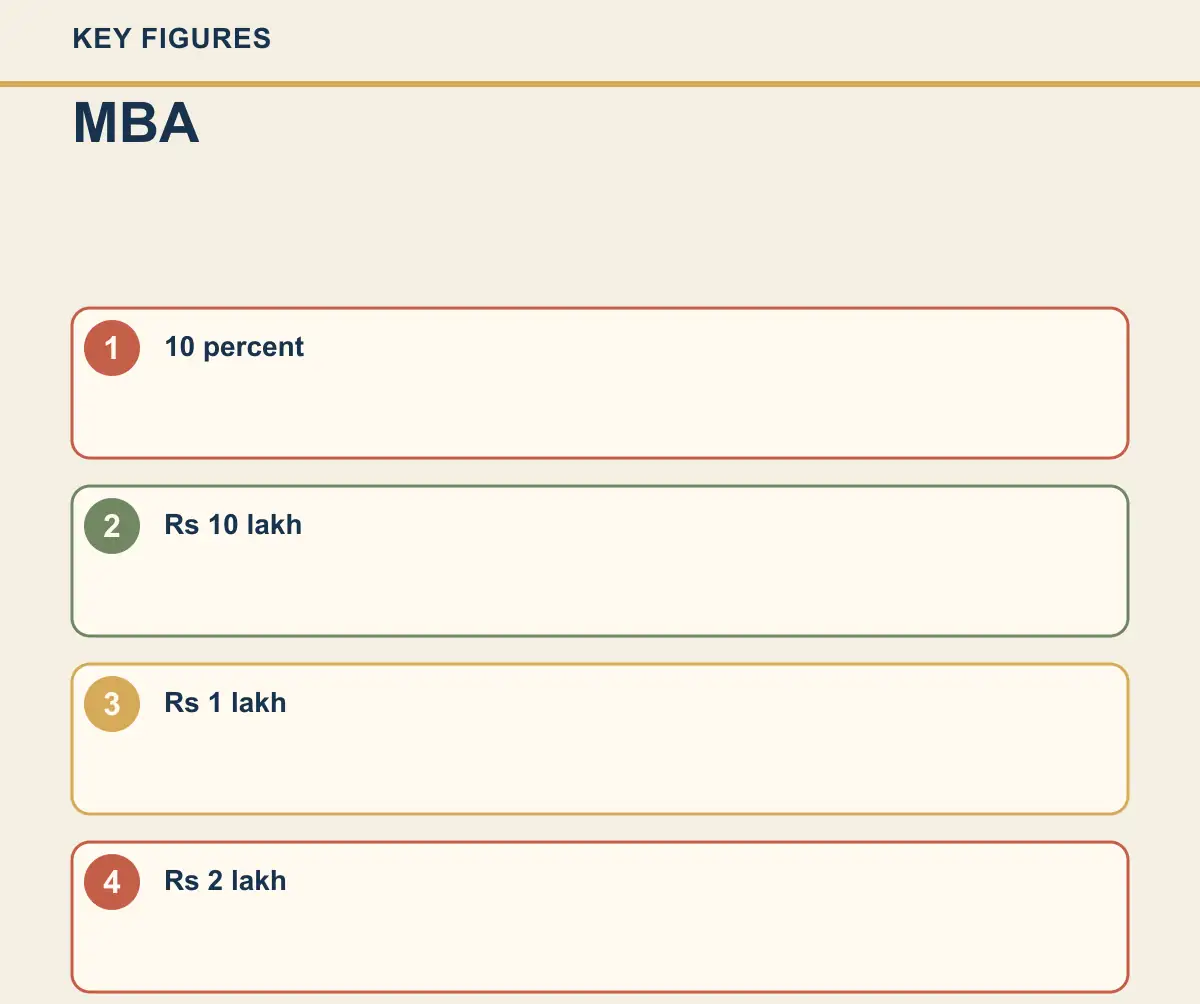 KEY FIGURES
MBA
1 10 percent
2 Rs 10 lakh
3 Rs 1 lakh
4 Rs 2 lakh